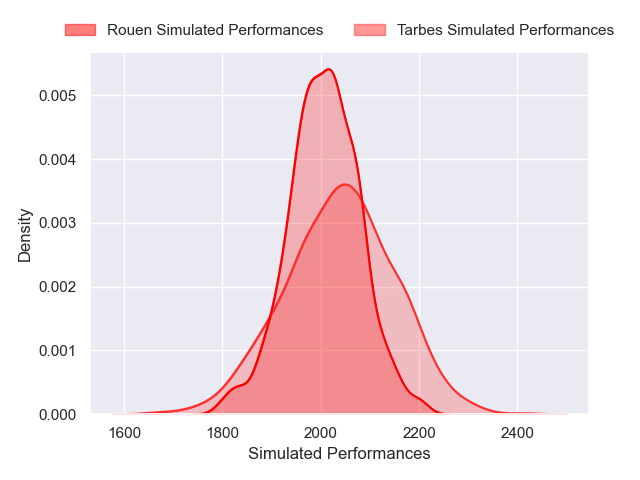 Rouen Simulated Performances
Tarbes Simulated Performances
0.005
0.004
0.003
0.002
0.001
0.000
Density
1600 1800 2000 2200 2400
Simulated Performances